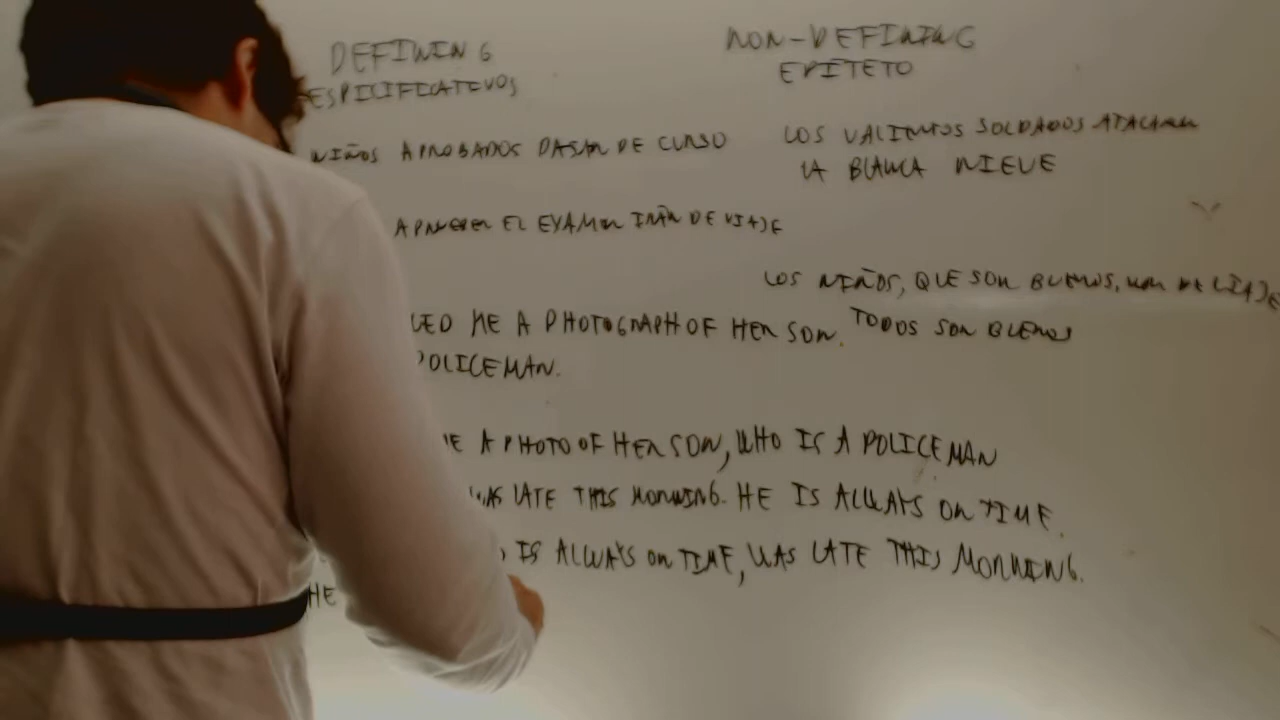 DEFINING
ESPICIFICATIVOS
NON-DEFINING
EPITETO
NIÑOS APROBADOS PASAN DE CURSO
LOS VALIENTES SOLDADOS ATACARON
LA BLANCA NIEVE
APRUEBEN EL EXAMEN IRÁN DE VIAJE
LOS NIÑOS, QUE SON BUENOS, DE VIAJE
TODOS SON BUENOS
ME A PHOTOGRAPH OF HER SON.
POLICEMAN.
A PHOTO OF HER SON, WHO IS A POLICEMAN
WAS LATE THIS MORNING. HE IS ALWAYS ON TIME.
IS ALWAYS ON TIME, WAS LATE THIS MORNING.
HE